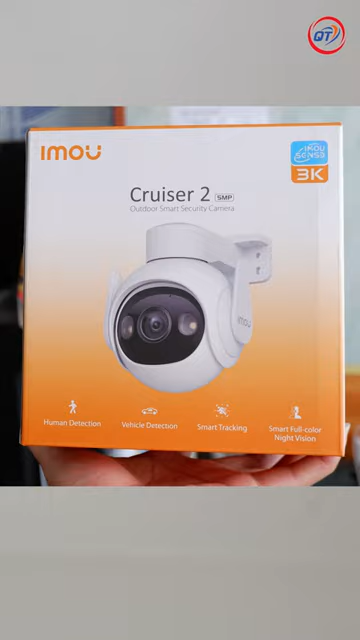 QT
imou
IMOU
SENSE
3K
Cruiser 2 5MP
Outdoor Smart Security Camera
imou
Human Detection
Vehicle Detection
Smart Tracking
Smart Full-color
Night Vision